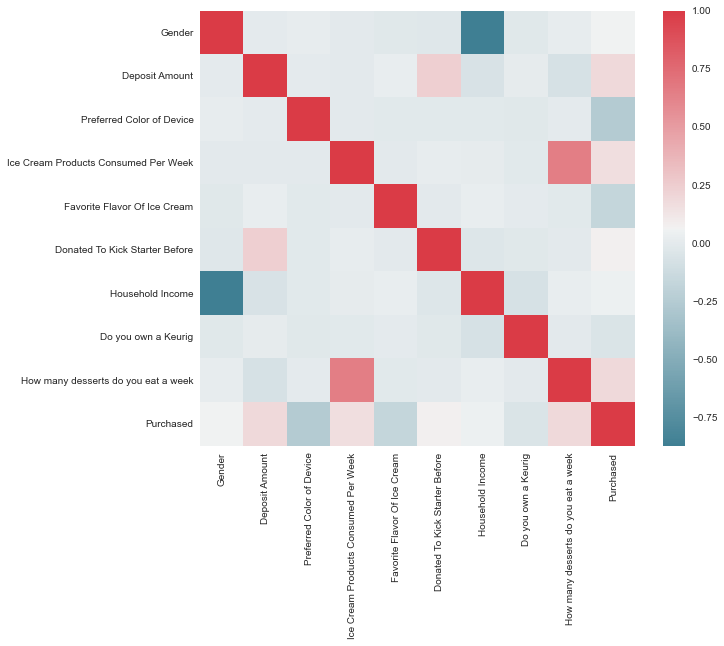 Gender
Deposit Amount
Preferred Color of Device
Ice Cream Products Consumed Per Week
Favorite Flavor Of Ice Cream
Donated To Kick Starter Before
Household Income
Do you own a Keurig
How many desserts do you eat a week
Purchased
Gender
Deposit Amount
Preferred Color of Device
Ice Cream Products Consumed Per Week
Favorite Flavor Of Ice Cream
Donated To Kick Starter Before
Household Income
Do you own a Keurig
How many desserts do you eat a week
Purchased
1.00
0.75
0.50
0.25
0.00
−0.25
−0.50
−0.75